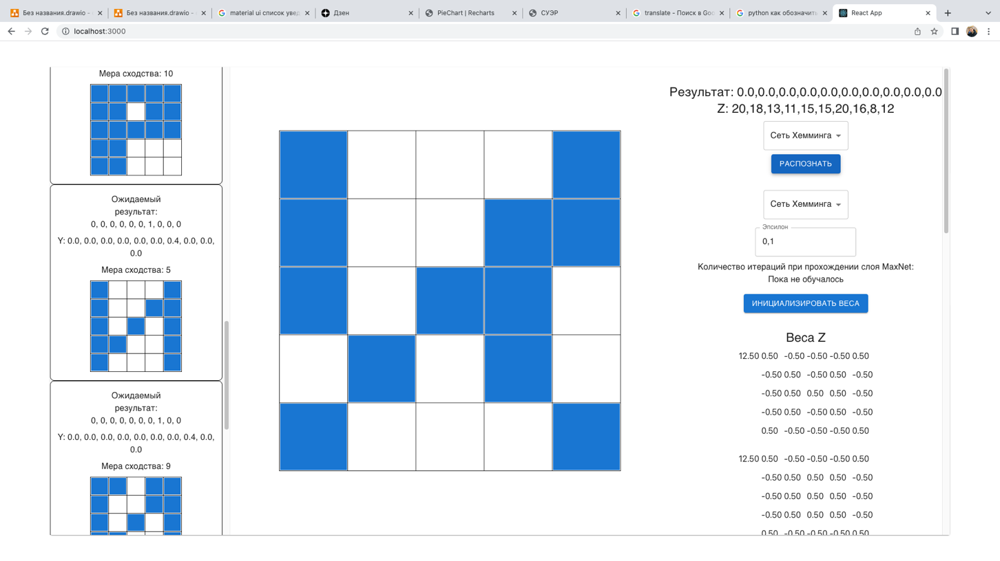 Без названия.drawio -
Без названия.drawio -
material ui список увед
Дзен
PieChart | Recharts
СУЭР
translate - Поиск в Goo
python как обозначить
React App
localhost:3000
Мера сходства: 10
Ожидаемый
результат:
0, 0, 0, 0, 0, 0, 1, 0, 0, 0
Y: 0.0, 0.0, 0.0, 0.0, 0.0, 0.0, 0.4, 0.0, 0.0,
0.0
Мера сходства: 5
Ожидаемый
результат:
0, 0, 0, 0, 0, 0, 0, 1, 0, 0
Y: 0.0, 0.0, 0.0, 0.0, 0.0, 0.0, 0.0, 0.4, 0.0,
0.0
Мера сходства: 9
Результат: 0.0,0.0,0.0,0.0,0.0,0.0,0.0,0.0,0.0,0.0
Z: 20,18,13,11,15,15,20,16,8,12
Сеть Хемминга
РАСПОЗНАТЬ
Сеть Хемминга
Эпсилон
0,1
Количество итераций при прохождении слоя MaxNet:
Пока не обучалось
ИНИЦИАЛИЗИРОВАТЬ ВЕСА
Веса Z
12.50 0.50 -0.50 -0.50 -0.50 0.50
-0.50 0.50 -0.50 0.50 -0.50
-0.50 0.50 0.50 0.50 -0.50
-0.50 0.50 -0.50 0.50 -0.50
0.50 -0.50 -0.50 -0.50 0.50
12.50 0.50 -0.50 -0.50 -0.50 0.50
-0.50 0.50 0.50 0.50 -0.50
-0.50 0.50 0.50 0.50 -0.50
-0.50 0.50 0.50 0.50 -0.50
0.50 -0.50 -0.50 -0.50 0.50